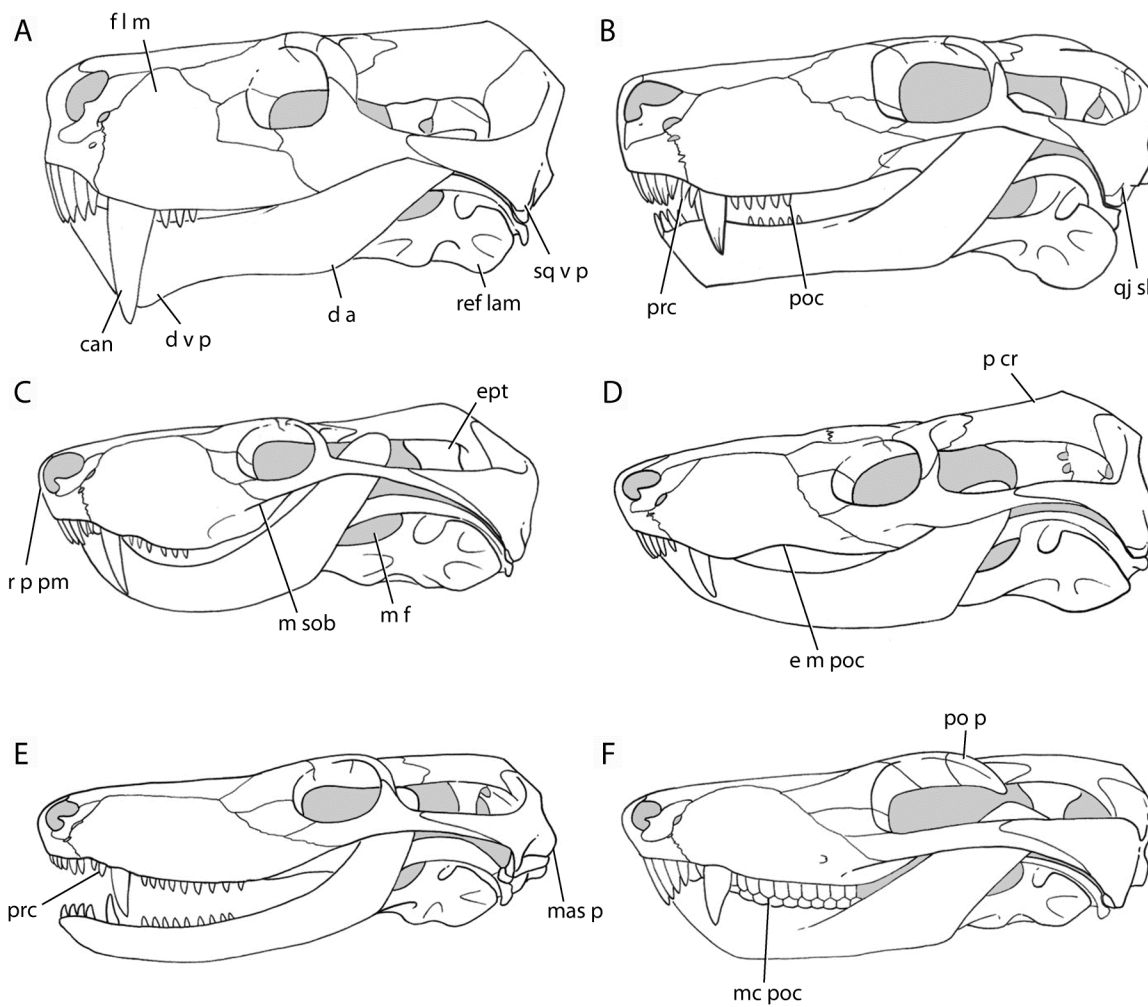 A
f l m
B
can
d v p
d a
ref lam
sq v p
prc
poc
qj sl
C
ept
D
p cr
r p pm
m sob
m f
e m poc
E
F
po p
prc
mas p
mc poc